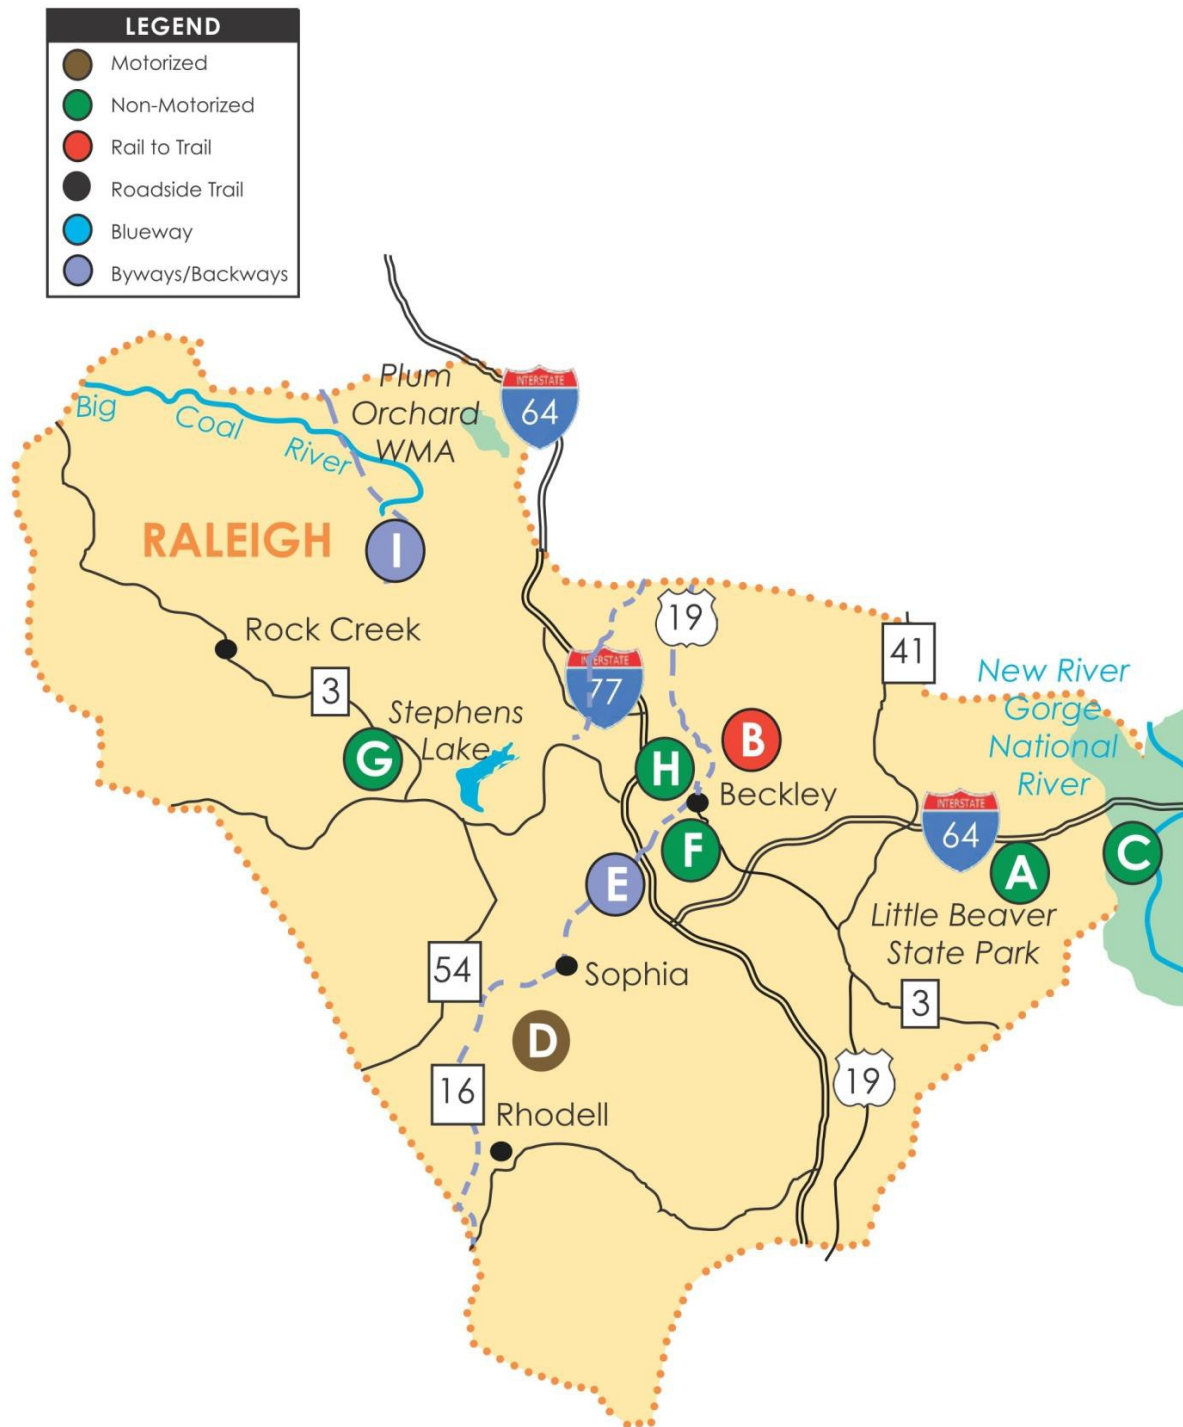 LEGEND
Motorized
Non-Motorized
Rail to Trail
Roadside Trail
Blueway
Byways/Backways
Plum
Orchard
WMA
INTERSTATE
64
Big
Coal
River
RALEIGH
I
Rock Creek
19
41
3
INTERSTATE
77
New River
Gorge
National
River
Stephens
Lake
G
H
B
Beckley
INTERSTATE
64
F
A
C
E
Little Beaver
State Park
54
Sophia
3
D
16
19
Rhodell